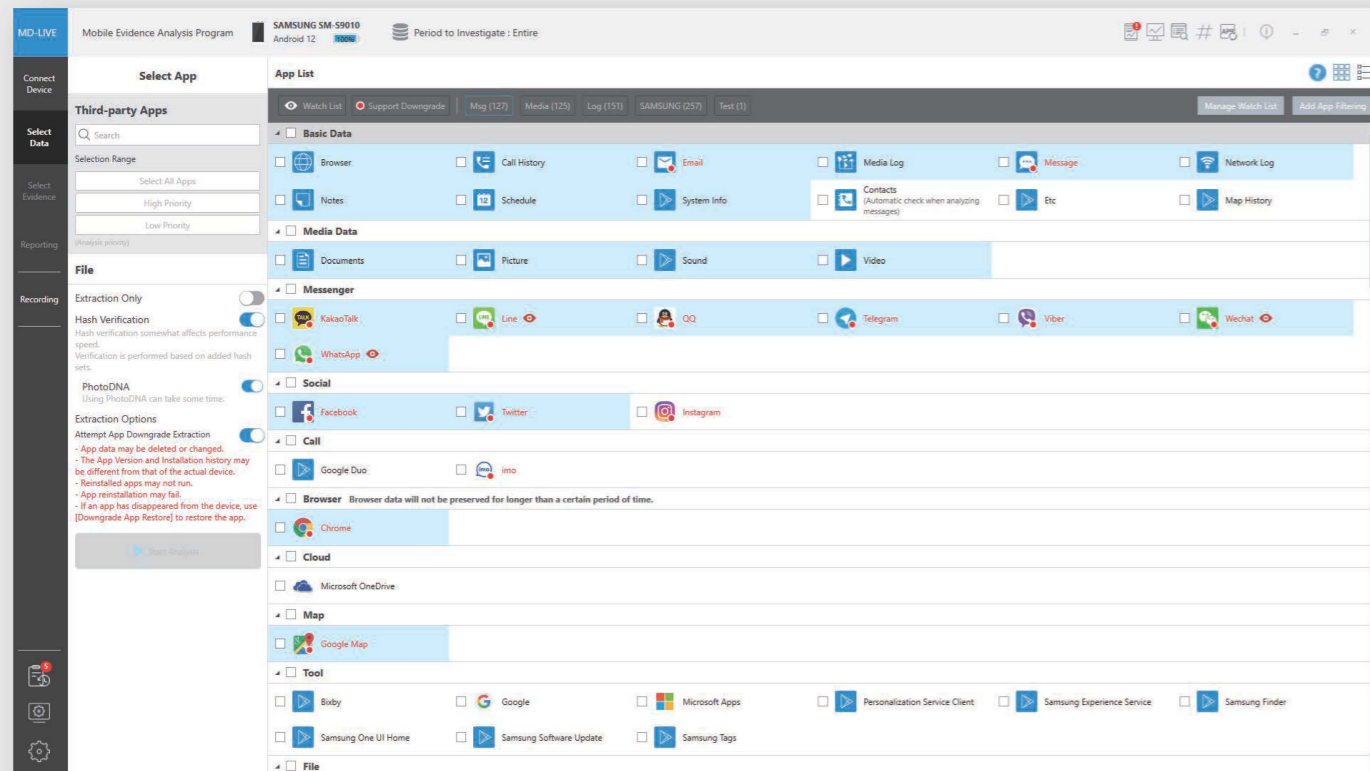 MD-LIVE
Mobile Evidence Analysis Program
SAMSUNG SM-S9010
Android 12 100%
Period to Investigate : Entire
Connect Device
Select Data
Select Evidence
Reporting
Recording
5
Select App
Third-party Apps
Search
Selection Range
Select All Apps
High Priority
Low Priority
(Analysis priority)
File
Extraction Only
Hash Verification
Hash verification somewhat affects performance
speed.
Verification is performed based on added hash
sets.
PhotoDNA
Using PhotoDNA can take some time.
Extraction Options
Attempt App Downgrade Extraction
- App data may be deleted or changed.
- The App Version and Installation history may
be different from that of the actual device.
- Reinstalled apps may not run.
- App reinstallation may fail.
- If an app has disappeared from the device, use
[Downgrade App Restore] to restore the app.
Start Analysis
App List
Watch List Support Downgrade Msg (127) Media (125) Log (151) SAMSUNG (257) Test (1) Manage Watch List Add App Filtering
Basic Data
Browser Call History Email Media Log Message Network Log
Notes 12 Schedule System Info Contacts
(Automatic check when analyzing
messages)
Etc Map History
Media Data
Documents Picture Sound Video
Messenger
TALK KakaoTalk LINE Line QQ Telegram Viber Wechat
WhatsApp
Social
Facebook Twitter Instagram
Call
Google Duo imo imo
Browser Browser data will not be preserved for longer than a certain period of time.
Chrome
Cloud
Microsoft OneDrive
Map
Google Map
Tool
Bixby Google Microsoft Apps Personalization Service Client Samsung Experience Service Samsung Finder
Samsung One UI Home Samsung Software Update Samsung Tags
File